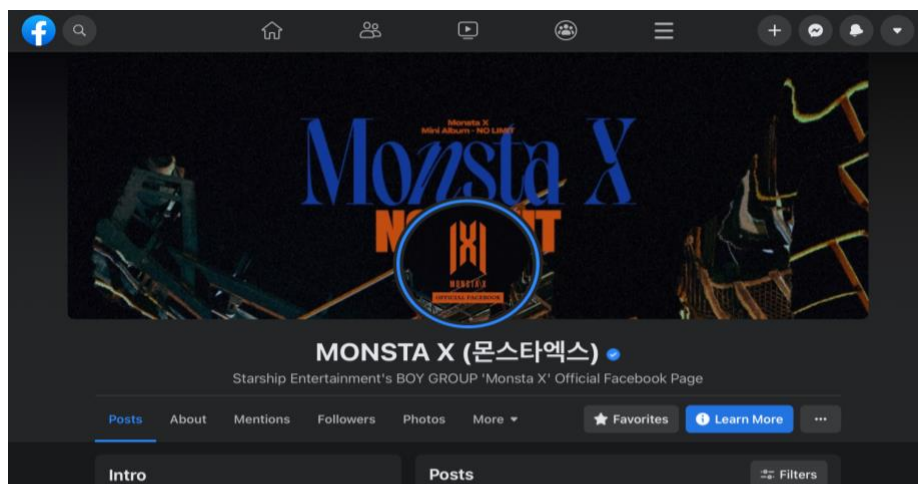 Monsta X
Mini Album - NO LIMIT
Monsta X
MONSTA X
OFFICIAL FACEBOOK
MONSTA X (몬스타엑스)
Starship Entertainment's BOY GROUP 'Monsta X' Official Facebook Page
Posts About Mentions Followers Photos More Favorites Learn More
Intro Posts Filters